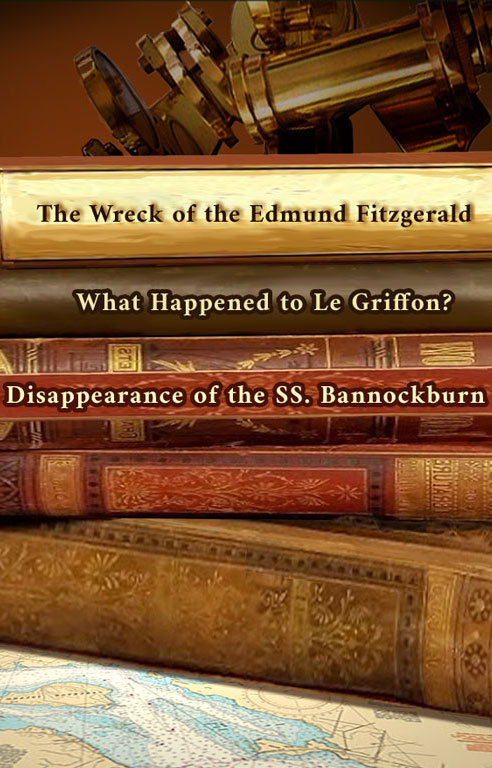 The Wreck of the Edmund Fitzgerald
What Happened to Le Griffon?
Disappearance of the SS. Bannockburn